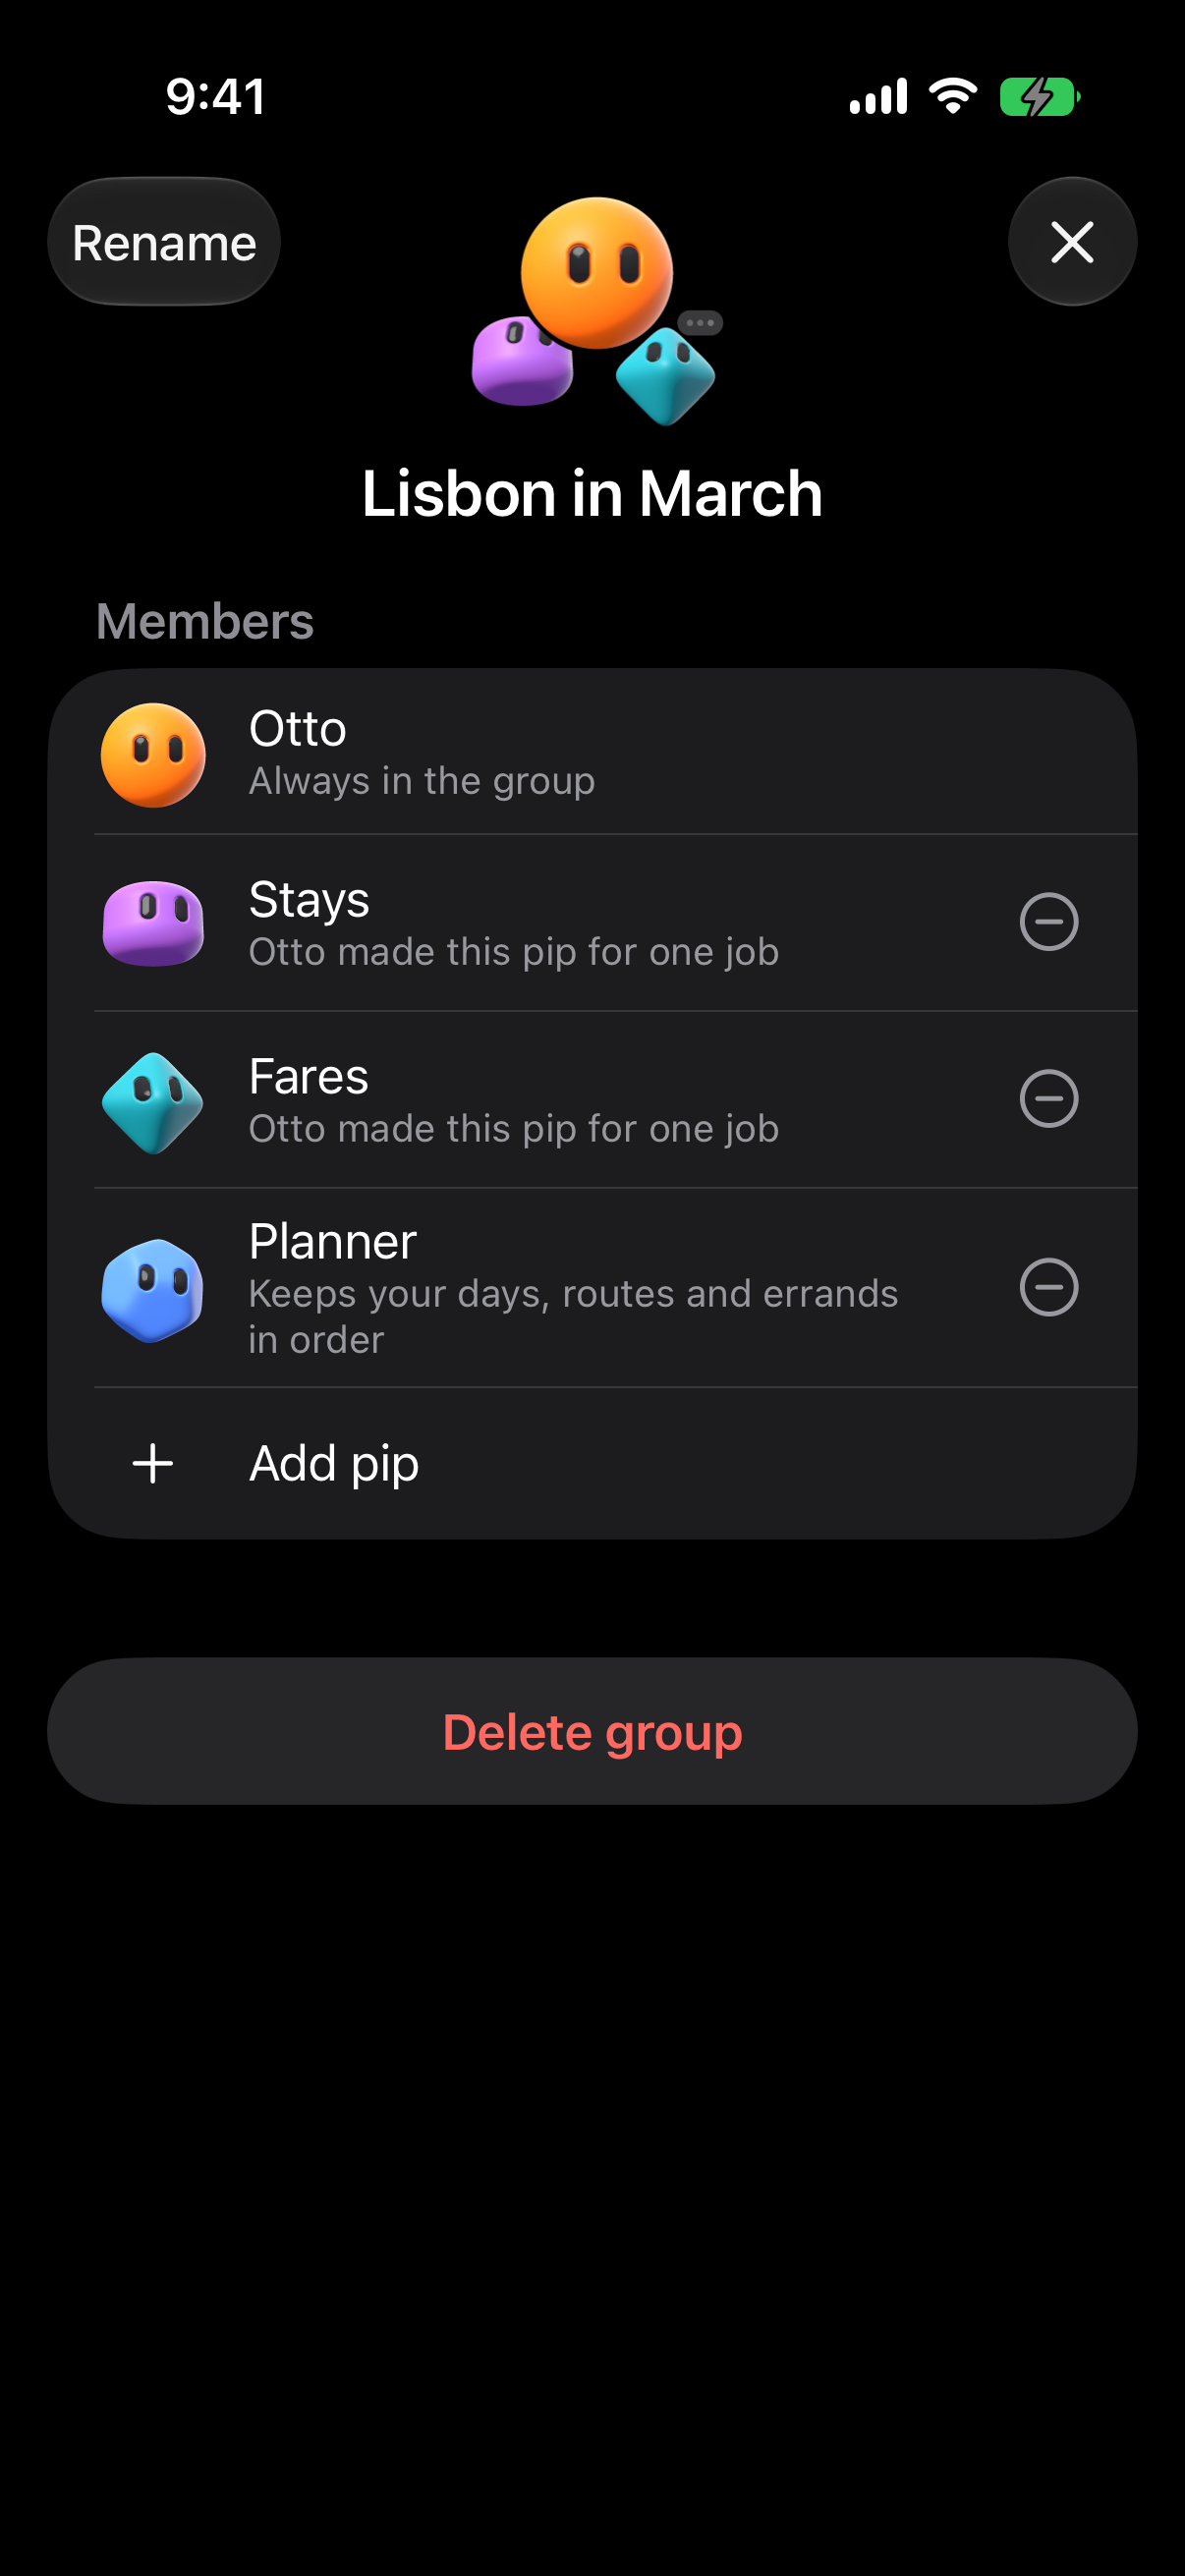 9:41
Rename
Lisbon in March
Members
Otto
Always in the group
Stays
Otto made this pip for one job
Fares
Otto made this pip for one job
Planner
Keeps your days, routes and errands
in order
Add pip
Delete group